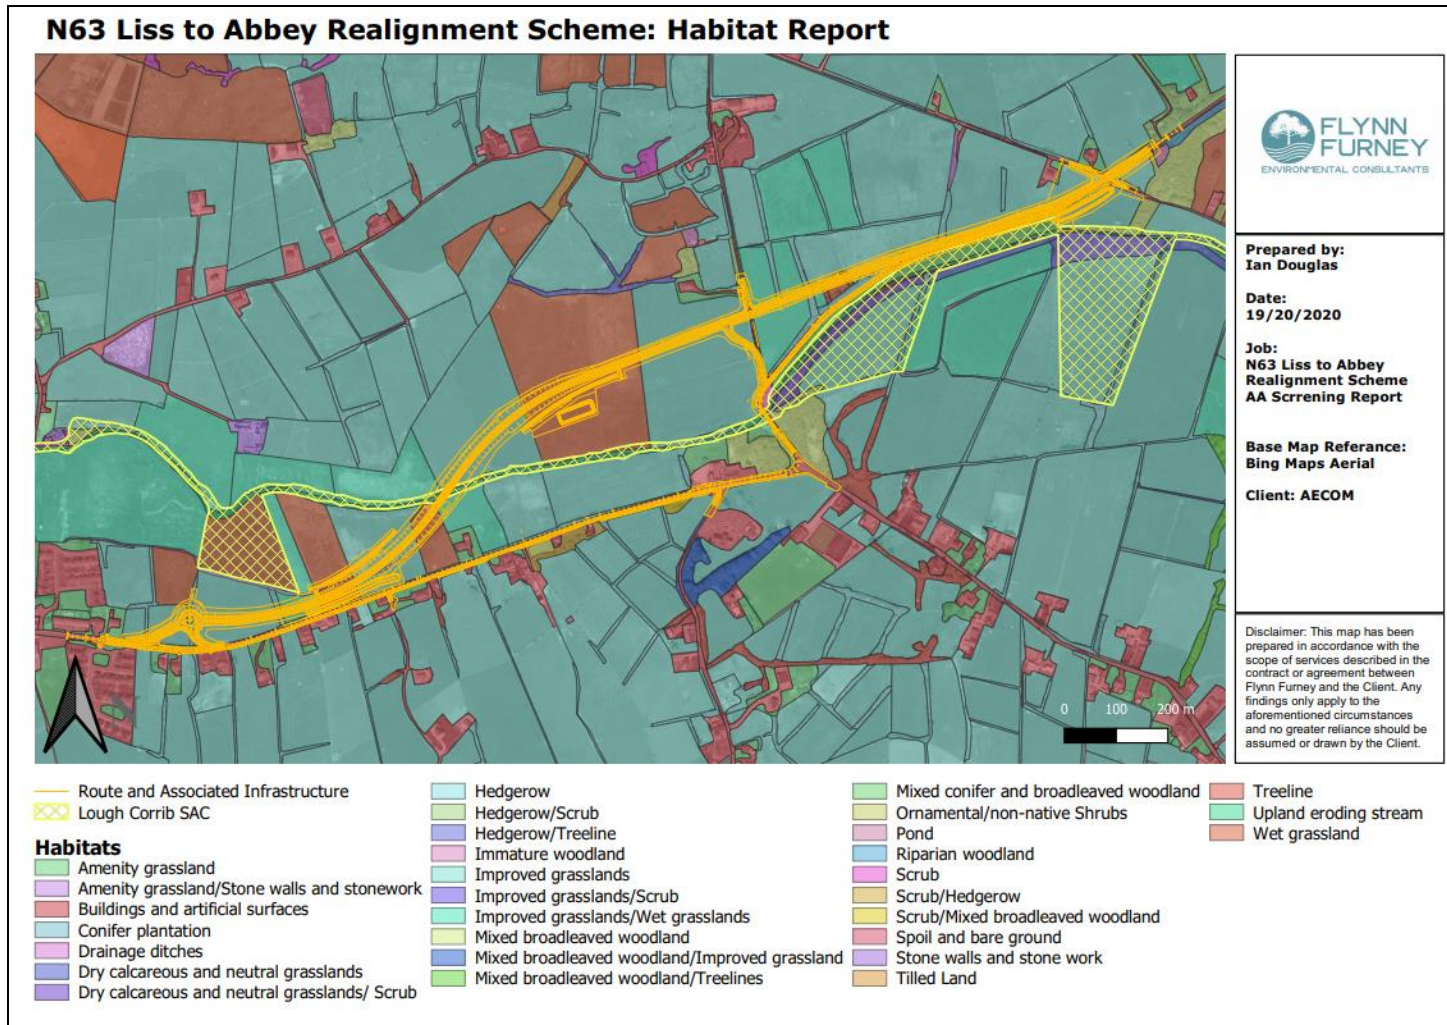 N63 Liss to Abbey Realignment Scheme: Habitat Report
FLYNN
FURNEY
ENVIRONMENTAL CONSULTANTS
Prepared by:
Ian Douglas
Date:
19/20/2020
Job:
N63 Liss to Abbey
Realignment Scheme
AA Scrrening Report
Base Map Referance:
Bing Maps Aerial
Client: AECOM
Disclaimer: This map has been
prepared in accordance with the
scope of services described in the
contract or agreement between
Flynn Furney and the Client. Any
findings only apply to the
aforementioned circumstances
and no greater reliance should be
assumed or drawn by the Client.
0 100 200 m
Route and Associated Infrastructure
Lough Corrib SAC
Habitats
Amenity grassland
Amenity grassland/Stone walls and stonework
Buildings and artificial surfaces
Conifer plantation
Drainage ditches
Dry calcareous and neutral grasslands
Dry calcareous and neutral grasslands/ Scrub
Hedgerow
Hedgerow/Scrub
Hedgerow/Treeline
Immature woodland
Improved grasslands
Improved grasslands/Scrub
Improved grasslands/Wet grasslands
Mixed broadleaved woodland
Mixed broadleaved woodland/Improved grassland
Mixed broadleaved woodland/Treelines
Mixed conifer and broadleaved woodland
Ornamental/non-native Shrubs
Pond
Riparian woodland
Scrub
Scrub/Hedgerow
Scrub/Mixed broadleaved woodland
Spoil and bare ground
Stone walls and stone work
Tilled Land
Treeline
Upland eroding stream
Wet grassland